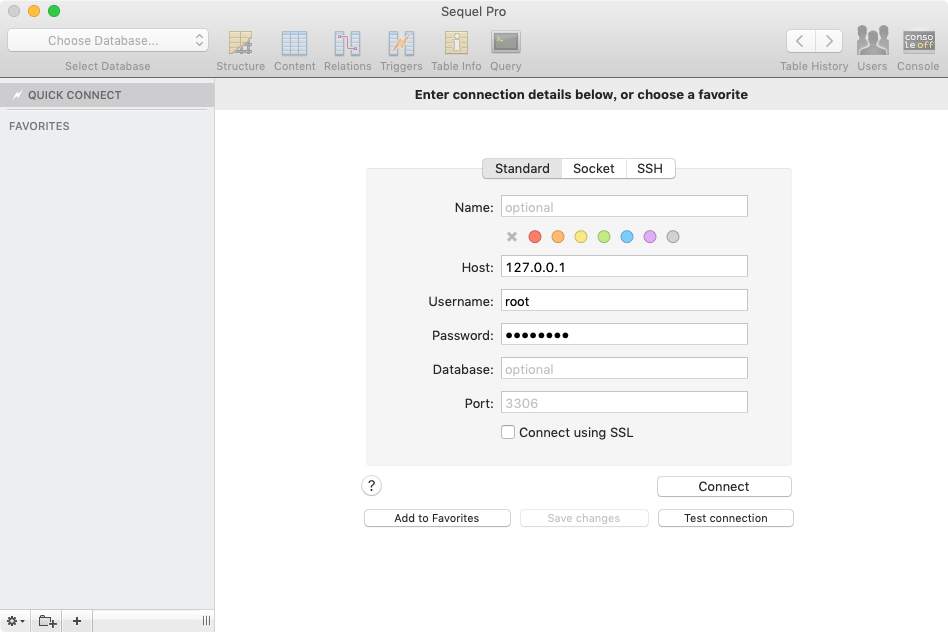 Sequel Pro
Choose Database...
Select Database
Structure
Content
Relations
Triggers
Table Info
Query
Table History
Users
conso
le off
Console
QUICK CONNECT
FAVORITES
Enter connection details below, or choose a favorite
Standard
Socket
SSH
Name: optional
Host: 127.0.0.1
Username: root
Password: ●●●●●●●●
Database: optional
Port: 3306
Connect using SSL
?
Connect
Add to Favorites
Save changes
Test connection